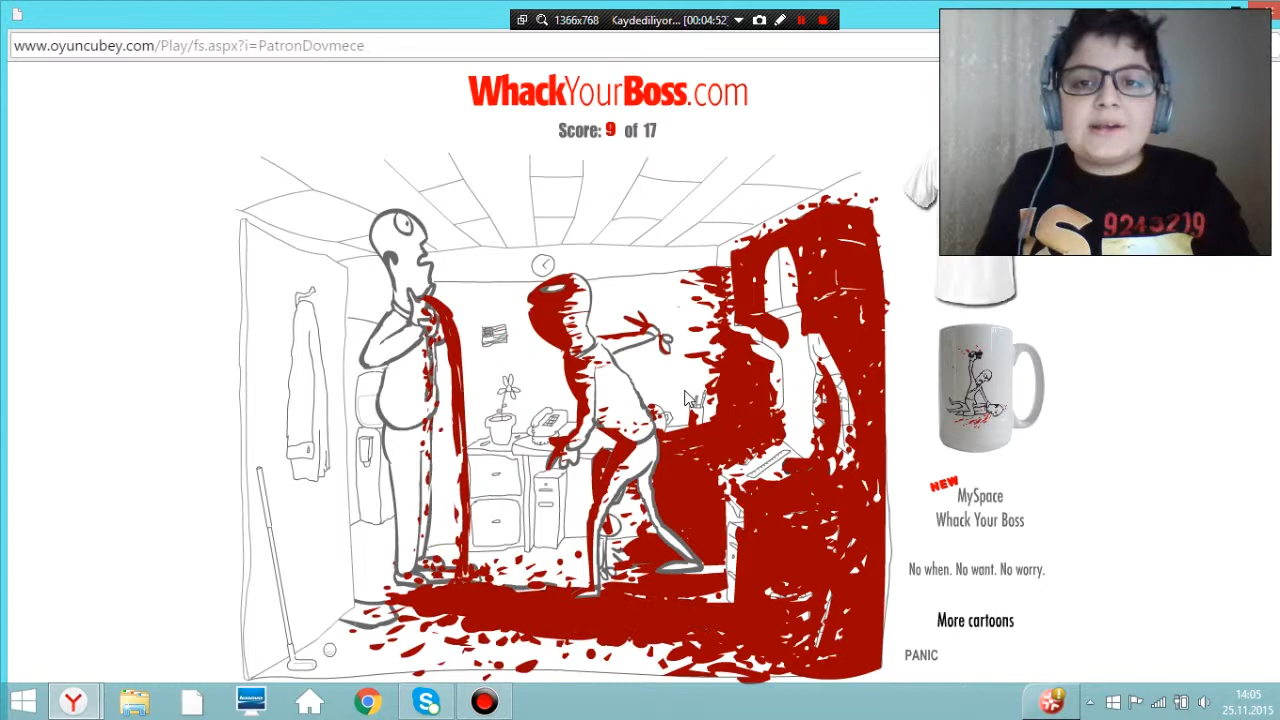 1366x768 Kaydediliyor... [00:04:52]
www.oyuncubey.com/Play/fs.aspx?i=PatronDovmece
WhackYourBoss.com
Score: 9 of 17
9243219
NEW
MySpace
Whack Your Boss
No when. No want. No worry.
More cartoons
PANIC
lenovo
14:05
25.11.2015